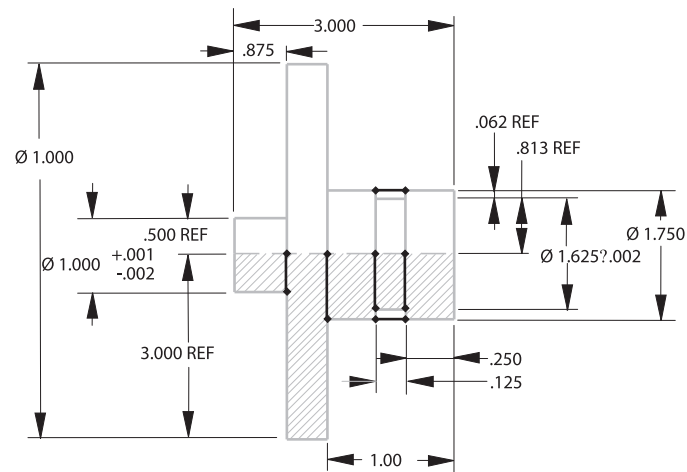 3.000
.875
.062 REF
.813 REF
Ø 1.000
.500 REF
Ø 1.000 +.001 -.002
Ø 1.625?.002
Ø 1.750
3.000 REF
.250
.125
1.00